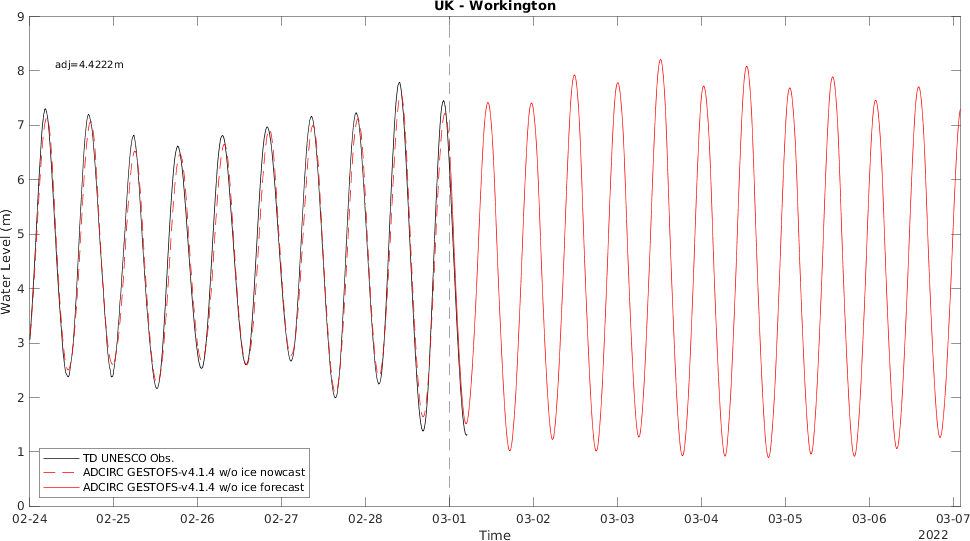 UK - Workington
9
8
7
6
5
4
3
2
1
0
adj=4.4222m
Water Level (m)
TD UNESCO Obs.
ADCIRC GESTOFS-v4.1.4 w/o ice nowcast
ADCIRC GESTOFS-v4.1.4 w/o ice forecast
02-24 02-25 02-26 02-27 02-28 03-01 03-02 03-03 03-04 03-05 03-06 03-07
Time
2022